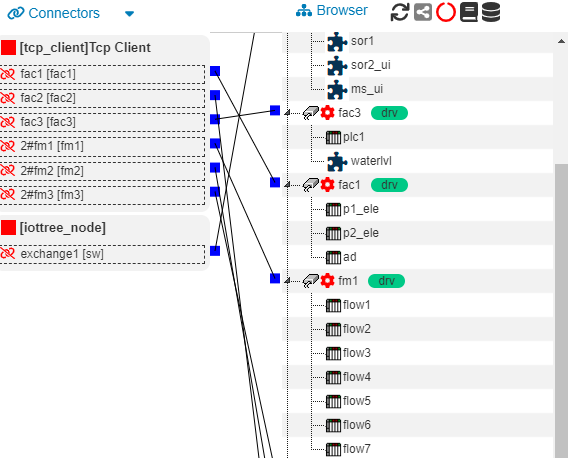 Connectors
[tcp_client]Tcp Client
fac1 [fac1]
fac2 [fac2]
fac3 [fac3]
2#fm1 [fm1]
2#fm2 [fm2]
2#fm3 [fm3]
[iottree_node]
exchange1 [sw]
Browser
sor1
sor2_ui
ms_ui
fac3 drv
plc1
waterlvl
fac1 drv
p1_ele
p2_ele
ad
fm1 drv
flow1
flow2
flow3
flow4
flow5
flow6
flow7